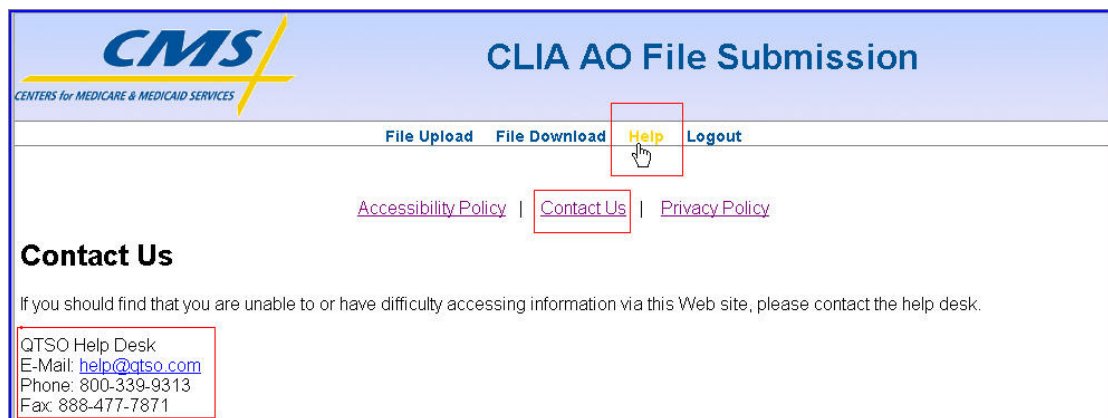 CMS
CENTERS for MEDICARE & MEDICAID SERVICES
CLIA AO File Submission
File Upload File Download Help Logout
Accessibility Policy | Contact Us | Privacy Policy
Contact Us
If you should find that you are unable to or have difficulty accessing information via this Web site, please contact the help desk.
QTSO Help Desk
E-Mail: help@qtso.com
Phone: 800-339-9313
Fax: 888-477-7871